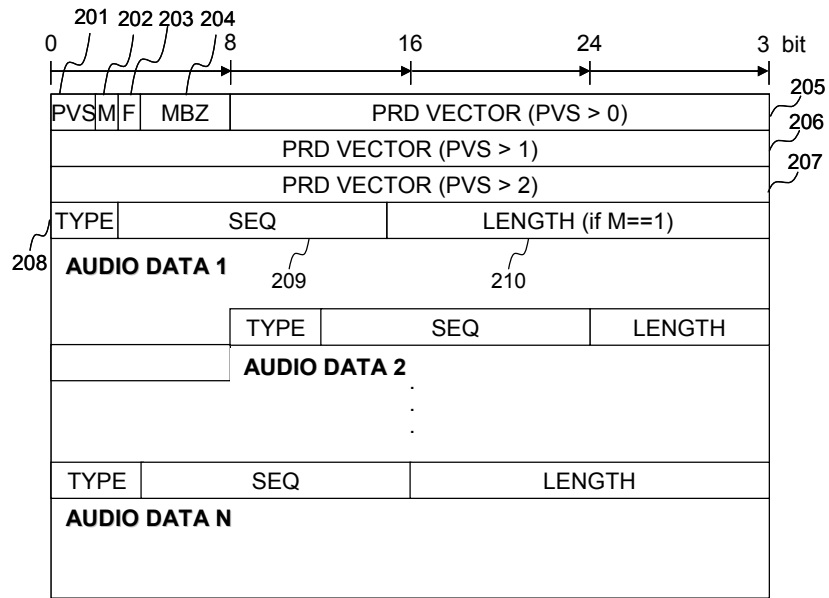 201 202 203 204
0 8 16 24 3 bit
PVS M F MBZ PRD VECTOR (PVS > 0) 205
PRD VECTOR (PVS > 1) 206
PRD VECTOR (PVS > 2) 207
TYPE SEQ LENGTH (if M==1)
208 AUDIO DATA 1 209 210
TYPE SEQ LENGTH
AUDIO DATA 2
.
.
.
TYPE SEQ LENGTH
AUDIO DATA N